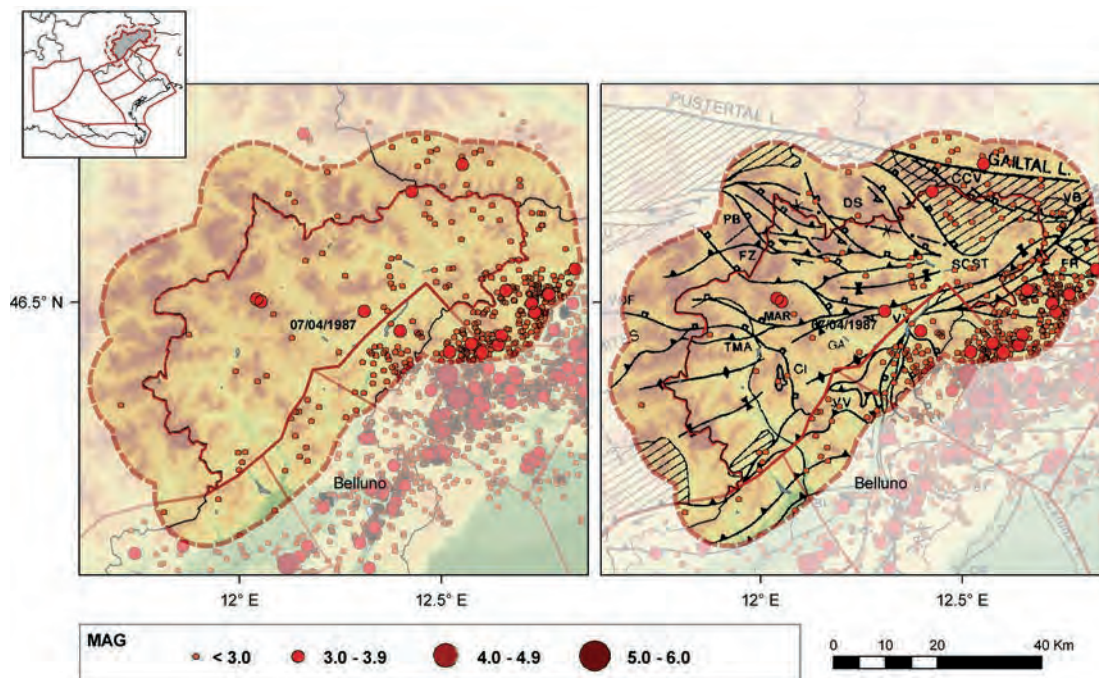 PUSTERTAL L.
GAILTAL L.
CCV
VB
PB
DS
FZ
SCST
FR
46.5° N
07/04/1987
MAR
07/04/1987
TMA
GA
CI
VV
Belluno
Belluno
12° E
12.5° E
12° E
12.5° E
MAG
< 3.0
3.0 - 3.9
4.0 - 4.9
5.0 - 6.0
0
10
20
40 Km